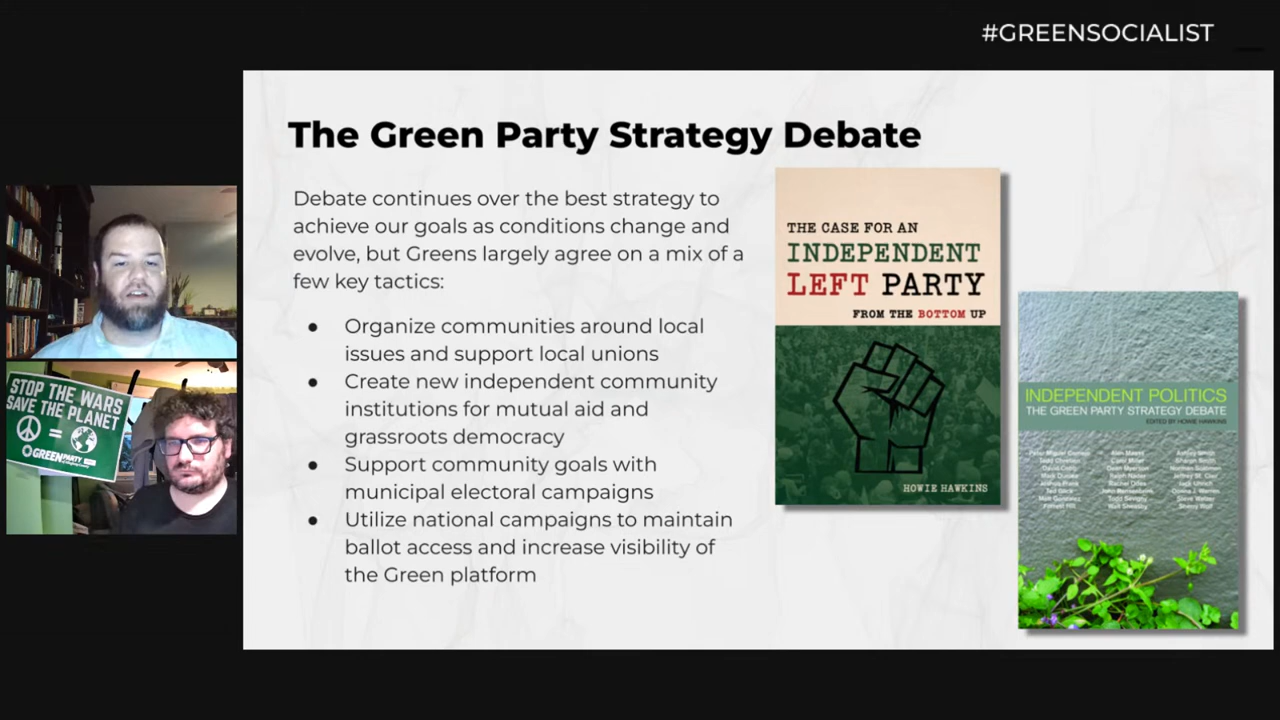 #GREENSOCIALIST
The Green Party Strategy Debate
Debate continues over the best strategy to
achieve our goals as conditions change and
evolve, but Greens largely agree on a mix of a
few key tactics:
● Organize communities around local
issues and support local unions
● Create new independent community
institutions for mutual aid and
grassroots democracy
● Support community goals with
municipal electoral campaigns
● Utilize national campaigns to maintain
ballot access and increase visibility of
the Green platform
THE CASE FOR AN
INDEPENDENT
LEFT PARTY
FROM THE BOTTOM UP
HOWIE HAWKINS
INDEPENDENT POLITICS
THE GREEN PARTY STRATEGY DEBATE
EDITED BY HOWIE HAWKINS
STOP THE WARS
SAVE THE PLANET
=
GREEN PARTY